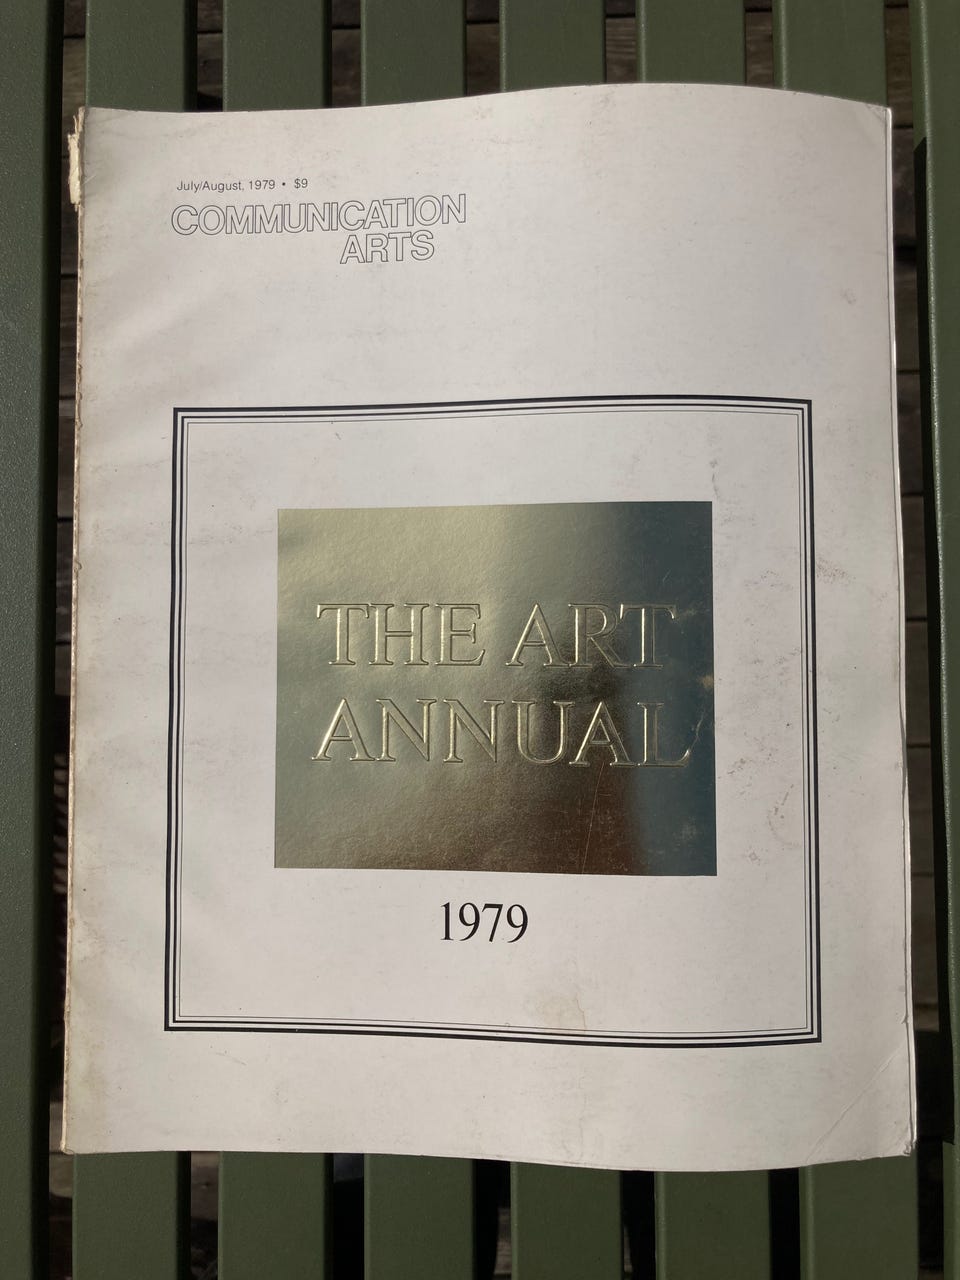 July/August, 1979 • $9
COMMUNICATION
ARTS
THE ART
ANNUAL
1979